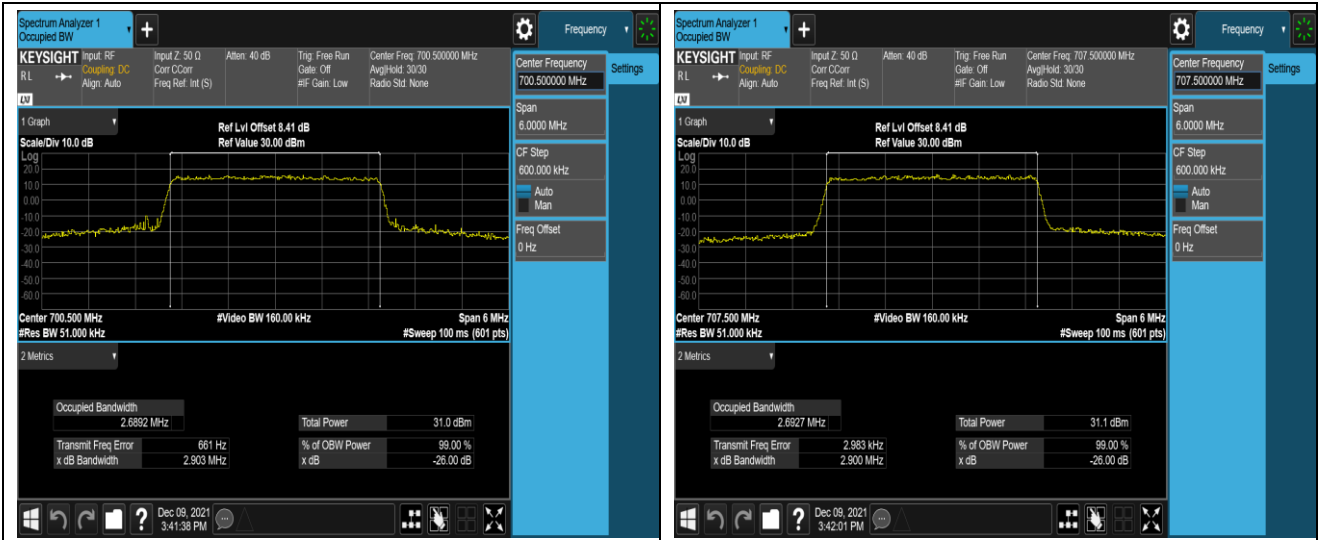 Spectrum Analyzer 1
Occupied BW
+
Frequency
KEYSIGHT
RL
LXI
Input: RF
Coupling: DC
Align: Auto
Input Z: 50 Ω
Corr CCorr
Freq Ref: Int (S)
Atten: 40 dB
Trig: Free Run
Gate: Off
#IF Gain: Low
Center Freq: 700.500000 MHz
Avg|Hold: 30/30
Radio Std: None
Center Frequency
700.500000 MHz
Settings
Span
6.0000 MHz
CF Step
600.000 kHz
Auto
Man
Freq Offset
0 Hz
1 Graph
Scale/Div 10.0 dB
Ref Lvl Offset 8.41 dB
Ref Value 30.00 dBm
Log
20.0
10.0
0.00
-10.0
-20.0
-30.0
-40.0
-50.0
-60.0
Center 700.500 MHz
#Video BW 160.00 kHz
Span 6 MHz
#Res BW 51.000 kHz
#Sweep 100 ms (601 pts)
2 Metrics
Occupied Bandwidth
2.6892 MHz
Total Power 31.0 dBm
Transmit Freq Error 661 Hz
% of OBW Power 99.00 %
x dB Bandwidth 2.903 MHz
x dB -26.00 dB
?
Dec 09, 2021
3:41:38 PM
Spectrum Analyzer 1
Occupied BW
+
Frequency
KEYSIGHT
RL
LXI
Input: RF
Coupling: DC
Align: Auto
Input Z: 50 Ω
Corr CCorr
Freq Ref: Int (S)
Atten: 40 dB
Trig: Free Run
Gate: Off
#IF Gain: Low
Center Freq: 707.500000 MHz
Avg|Hold: 30/30
Radio Std: None
Center Frequency
707.500000 MHz
Settings
Span
6.0000 MHz
CF Step
600.000 kHz
Auto
Man
Freq Offset
0 Hz
1 Graph
Scale/Div 10.0 dB
Ref Lvl Offset 8.41 dB
Ref Value 30.00 dBm
Log
20.0
10.0
0.00
-10.0
-20.0
-30.0
-40.0
-50.0
-60.0
Center 707.500 MHz
#Video BW 160.00 kHz
Span 6 MHz
#Res BW 51.000 kHz
#Sweep 100 ms (601 pts)
2 Metrics
Occupied Bandwidth
2.6927 MHz
Total Power 31.1 dBm
Transmit Freq Error 2.983 kHz
% of OBW Power 99.00 %
x dB Bandwidth 2.900 MHz
x dB -26.00 dB
?
Dec 09, 2021
3:42:01 PM